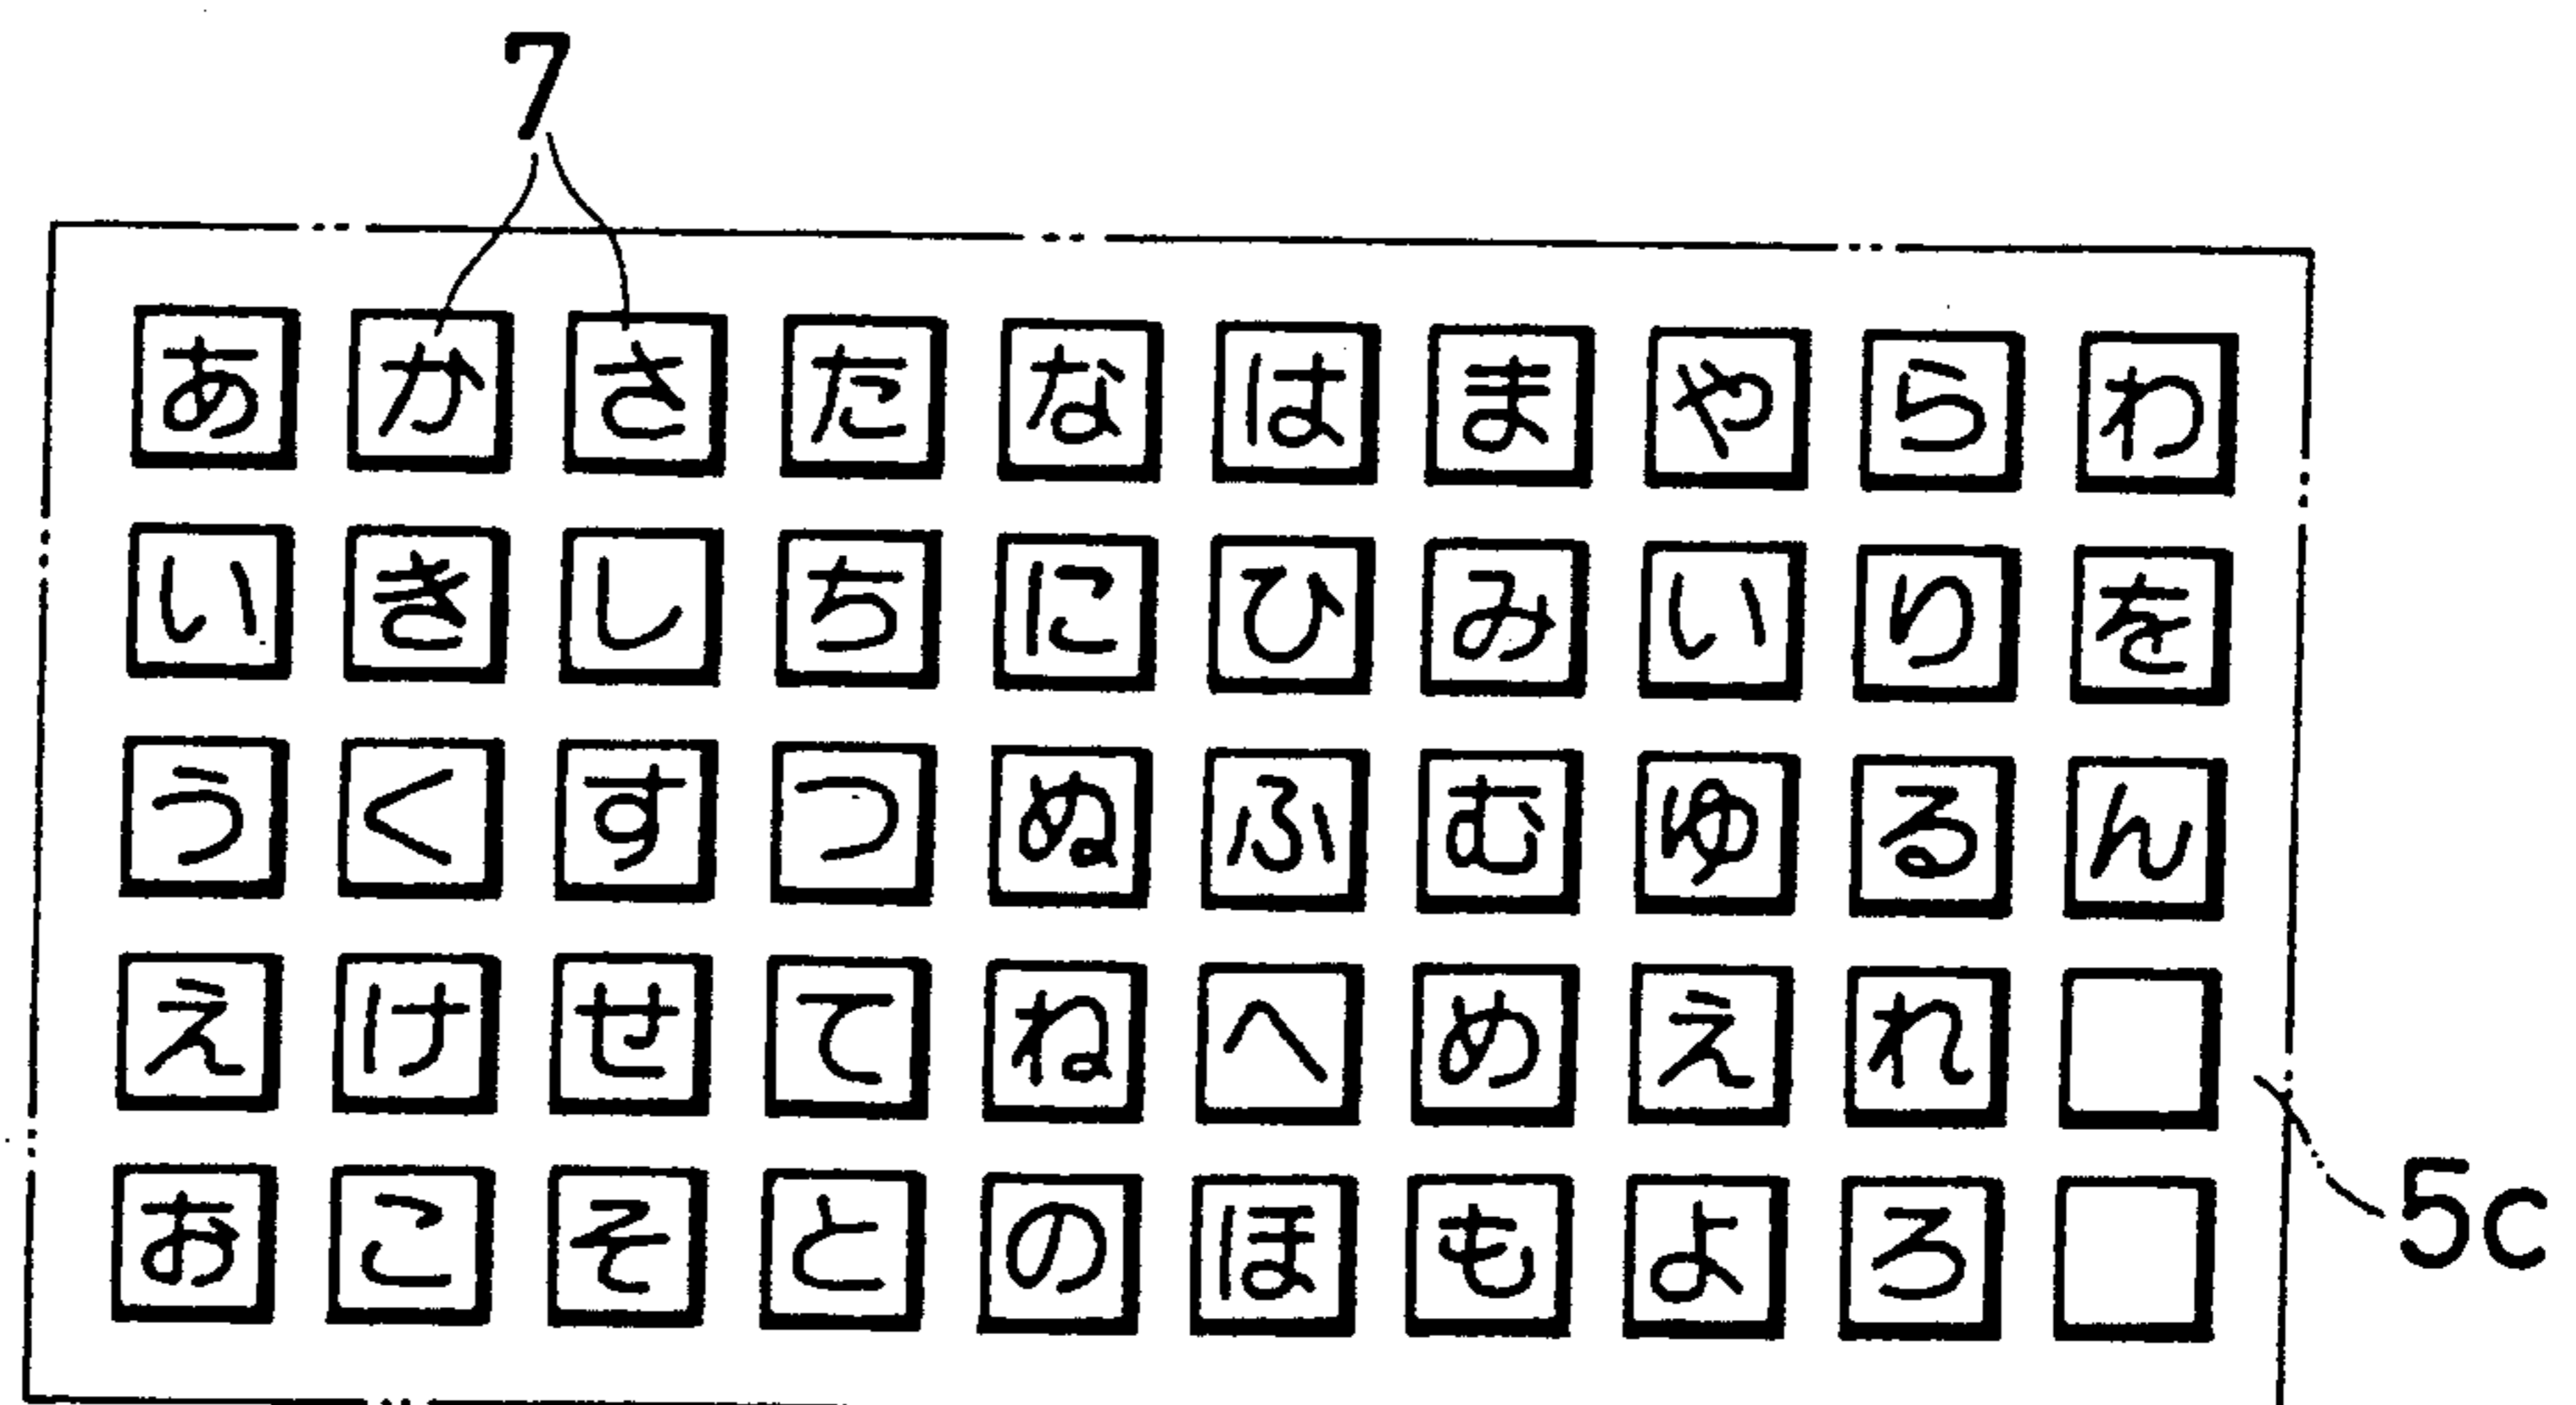 7
あ か さ た な は ま や ら わ
い き し ち に ひ み い り を
う く す つ ぬ ふ む ゆ る ん
え け せ て ね へ め え れ
お こ そ と の ほ も よ ろ
5c